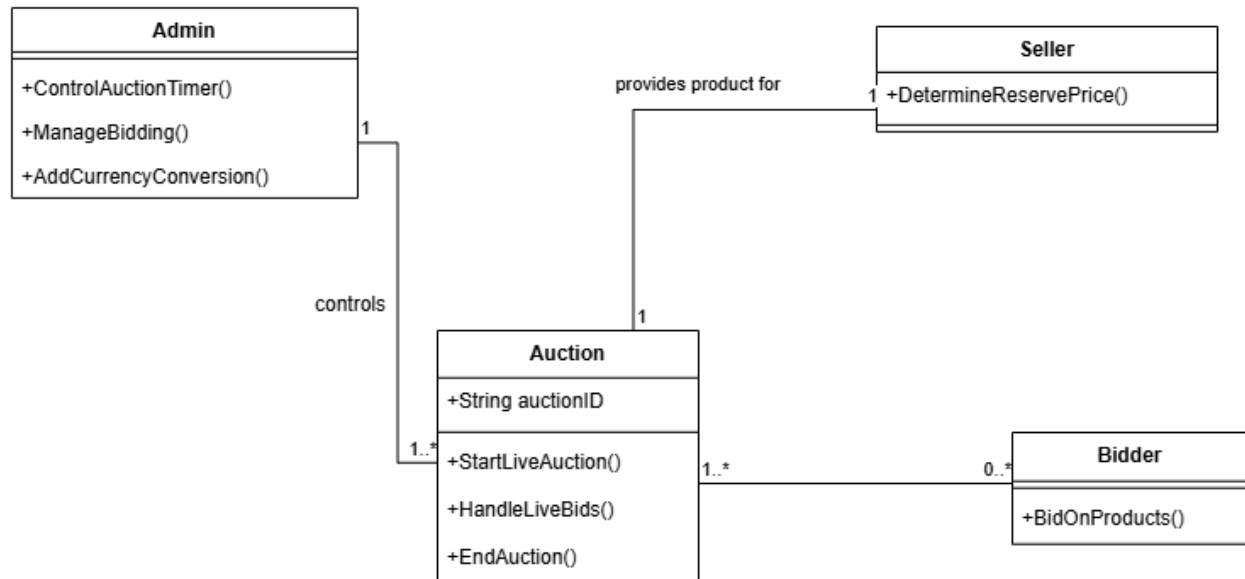 Admin
+ControlAuctionTimer()
+ManageBidding()
+AddCurrencyConversion()
1
controls
1..*
provides product for
1
Seller
+DetermineReservePrice()
1
Auction
+String auctionID
+StartLiveAuction()
+HandleLiveBids()
+EndAuction()
1..*
0..*
Bidder
+BidOnProducts()